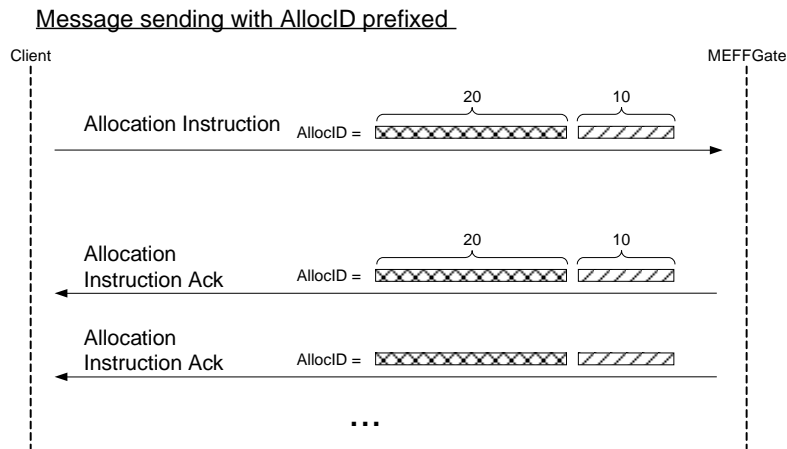 Message sending with AllocID prefixed
Client
MEFFGate
20
10
Allocation Instruction
AllocID =
20
10
Allocation
Instruction Ack
AllocID =
Allocation
Instruction Ack
AllocID =
...